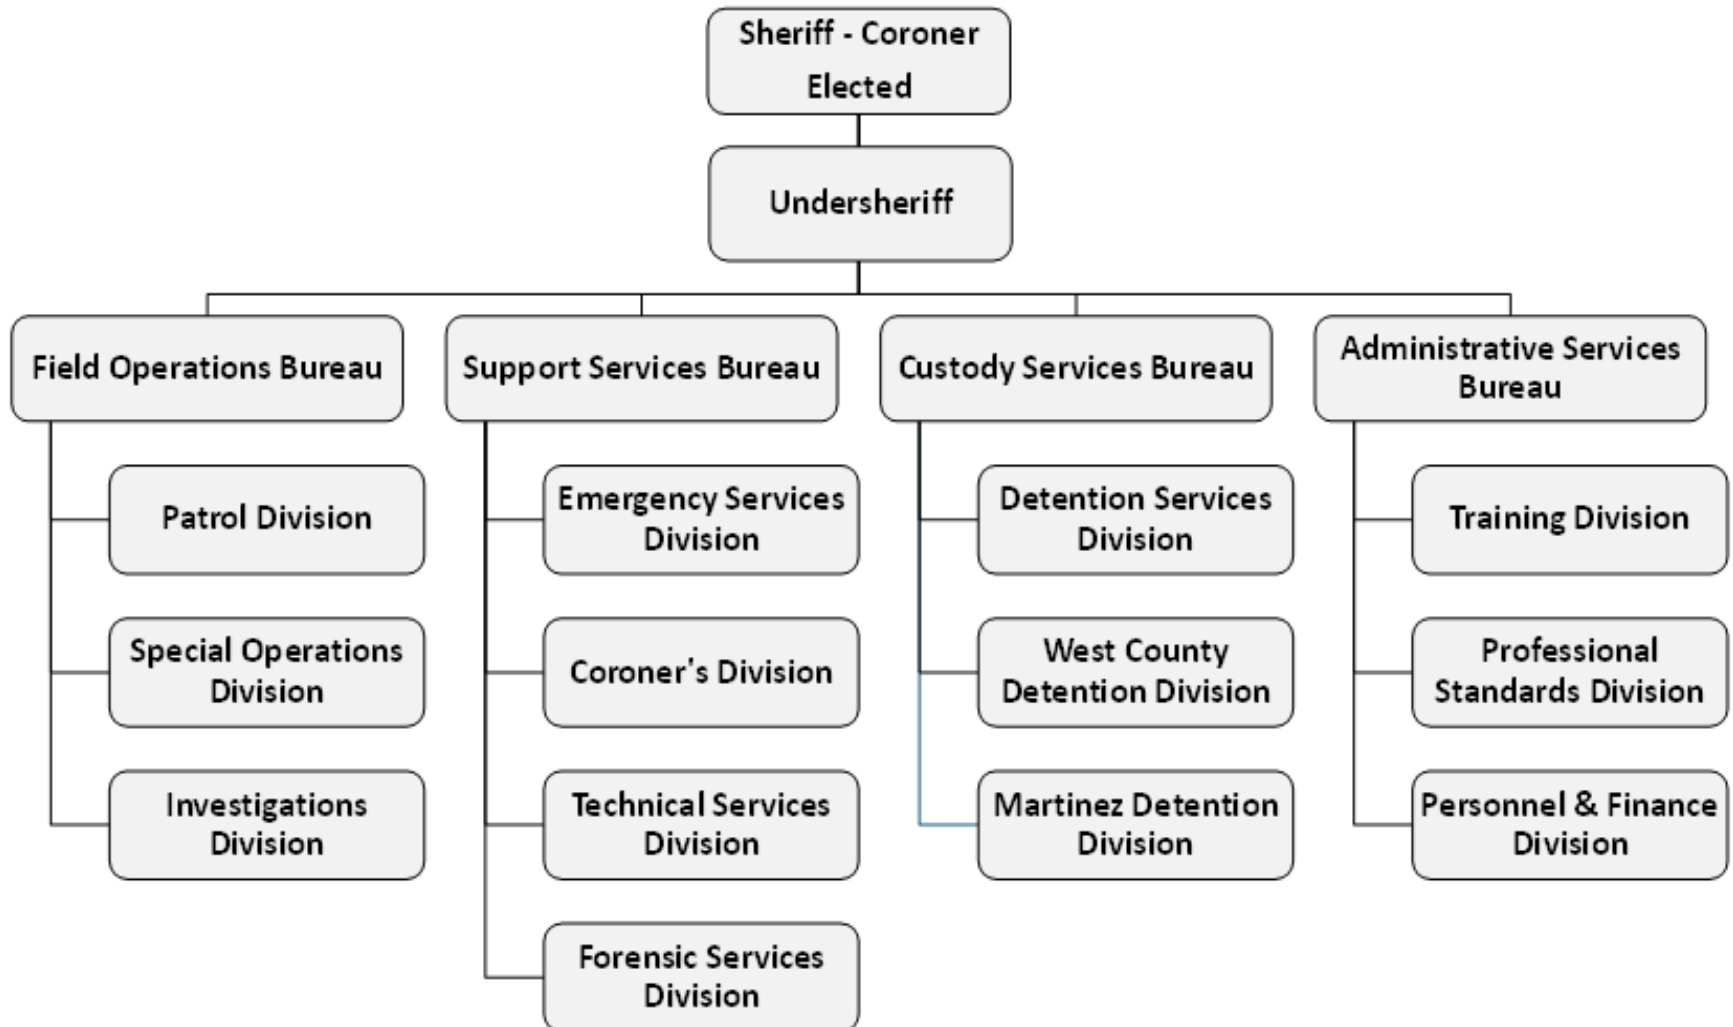 Sheriff - Coroner
Elected
Undersheriff
Field Operations Bureau
Support Services Bureau
Custody Services Bureau
Administrative Services
Bureau
Patrol Division
Special Operations
Division
Investigations
Division
Emergency Services
Division
Coroner's Division
Technical Services
Division
Forensic Services
Division
Detention Services
Division
West County
Detention Division
Martinez Detention
Division
Training Division
Professional
Standards Division
Personnel & Finance
Division